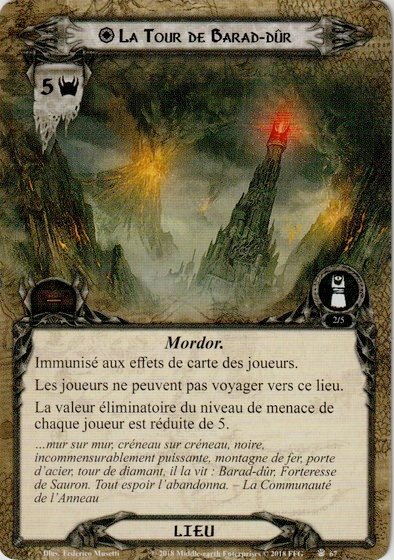 LA TOUR DE BARAD-DÛR
5
–
2/5
Mordor.
Immunisé aux effets de carte des joueurs.
Les joueurs ne peuvent pas voyager vers ce lieu.
La valeur éliminatoire du niveau de menace de
chaque joueur est réduite de 5.
…mur sur mur, créneau sur créneau, noire,
incommensurablement puissante, montagne de fer, porte
d'acier, tour de diamant, il la vit : Barad-dûr, Forteresse
de Sauron. Tout espoir l'abandonna. – La Communauté
de l'Anneau
LIEU
Illus. Federico Musetti © 2018 Middle-earth Enterprises © 2018 FFG 67